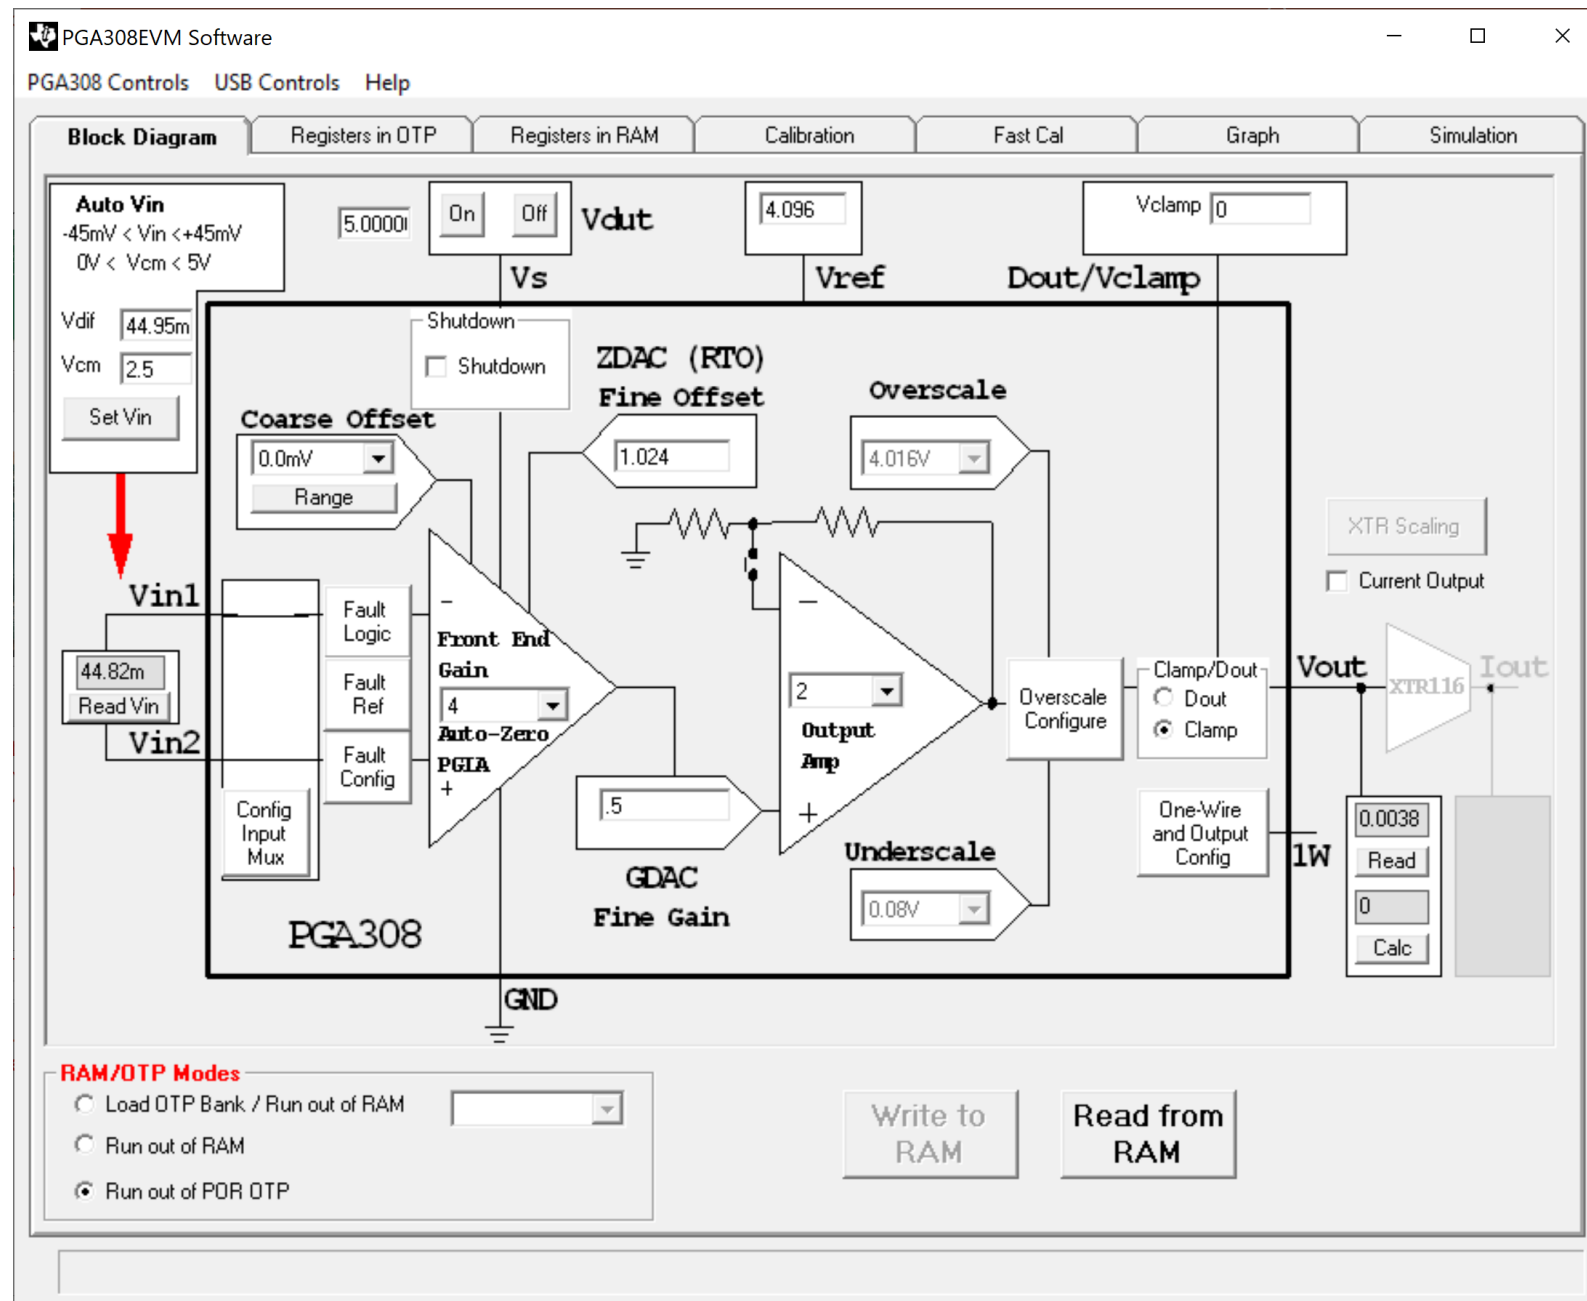 PGA308EVM Software
PGA308 Controls USB Controls Help
Block Diagram Registers in OTP Registers in RAM Calibration Fast Cal Graph Simulation
Auto Vin
-45mV < Vin <+45mV
0V < Vcm < 5V
Vdif 44.95m
Vcm 2.5
Set Vin
5.0000
On Off Vdut
Vs
4.096
Vref
Vclamp 0
Dout/Vclamp
Shutdown
Shutdown
ZDAC (RTO)
Fine Offset
1.024
Overscale
4.016V
Coarse Offset
0.0mV
Range
XTR Scaling
Current Output
Vin1
44.82m
Read Vin
Vin2
Fault
Logic
Fault
Ref
Fault
Config
Config
Input
Mux
-
Front End
Gain
4
Auto-Zero
PGIA
+
.5
GDAC
Fine Gain
-
2
Output
Amp
+
Overscale
Configure
Clamp/Dout
Dout
Clamp
Vout
XTR116
Iout
One-Wire
and Output
Config
1W
0.0038
Read
0
Calc
Underscale
0.08V
PGA308
GND
RAM/OTP Modes
Load OTP Bank / Run out of RAM
Run out of RAM
Run out of POR OTP
Write to
RAM
Read from
RAM